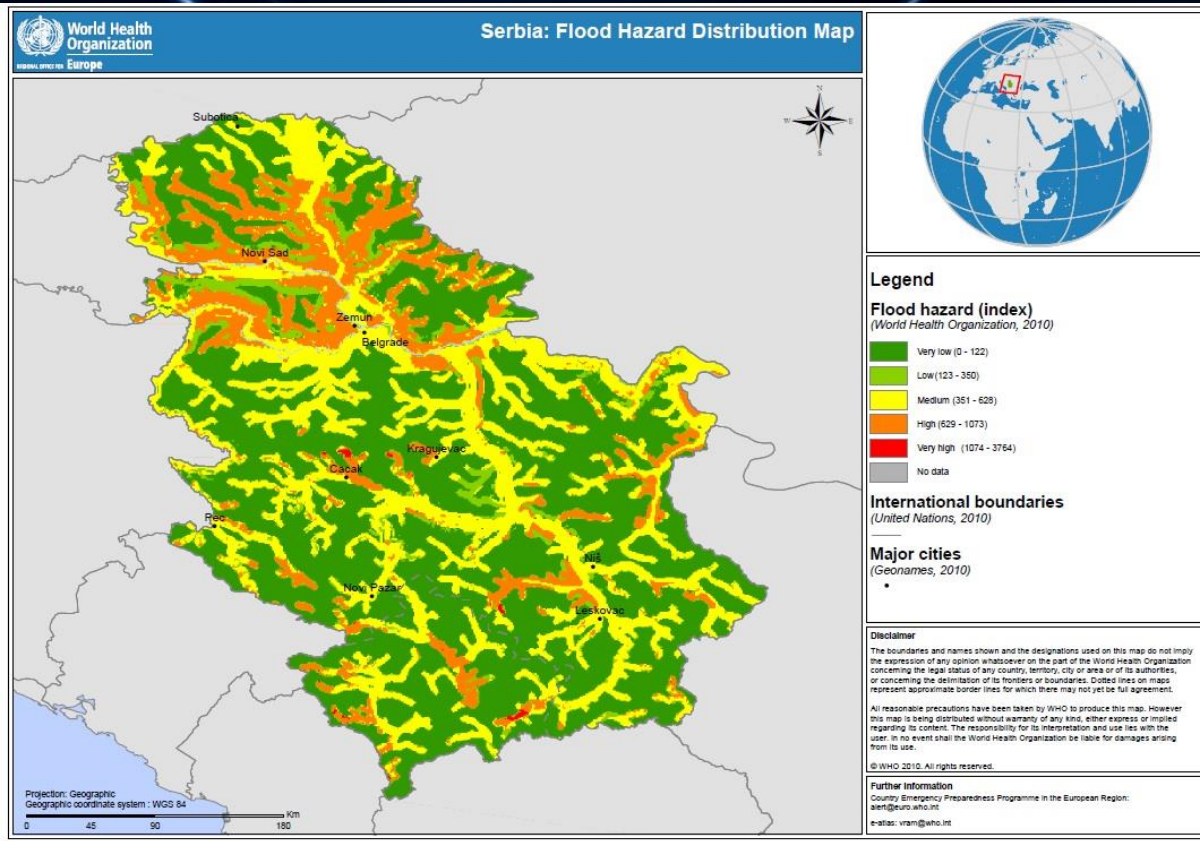 World Health
Organization
REGIONAL OFFICE FOR Europe
Serbia: Flood Hazard Distribution Map
N
W
E
S
Subotica
Novi Sad
Zemun
Belgrade
Kragujevac
Cacak
Pec
Niš
Novi Pazar
Leskovac
Projection: Geographic
Geographic coordinate system : WGS 84
Km
0 45 90 180
Legend
Flood hazard (index)
(World Health Organization, 2010)
Very low (0 - 122)
Low (123 - 350)
Medium (351 - 628)
High (629 - 1073)
Very high (1074 - 3764)
No data
International boundaries
(United Nations, 2010)
Major cities
(Geonames, 2010)
Disclaimer
The boundaries and names shown and the designations used on this map do not imply
the expression of any opinion whatsoever on the part of the World Health Organization
concerning the legal status of any country, territory, city or area or of its authorities,
or concerning the delimitation of its frontiers or boundaries. Dotted lines on maps
represent approximate border lines for which there may not yet be full agreement.
All reasonable precautions have been taken by WHO to produce this map. However
this map is being distributed without warranty of any kind, either express or implied
regarding its content. The responsibility for its interpretation and use lies with the
user. In no event shall the World Health Organization be liable for damages arising
from its use.
© WHO 2010. All rights reserved.
Further Information
Country Emergency Preparedness Programme in the European Region:
alert@euro.who.int
e-atlas: vram@who.int